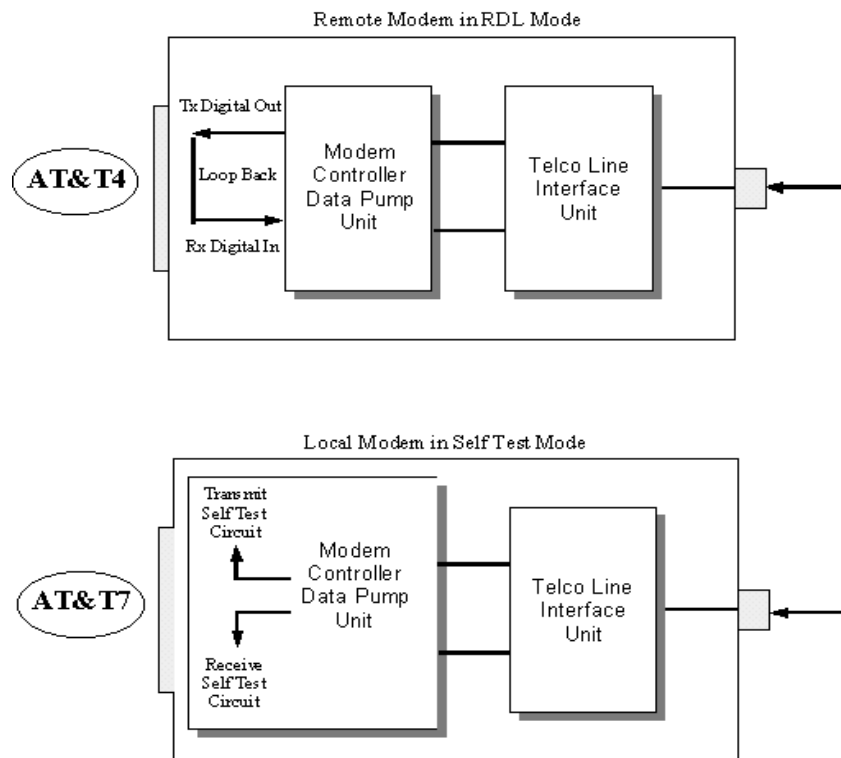 Remote Modem in RDL Mode
Tx Digital Out
AT&T4
Loop Back
Rx Digital In
Modem
Controller
Data Pump
Unit
Telco Line
Interface
Unit
Local Modem in Self Test Mode
Transmit
Self Test
Circuit
AT&T7
Receive
Self Test
Circuit
Modem
Controller
Data Pump
Unit
Telco Line
Interface
Unit